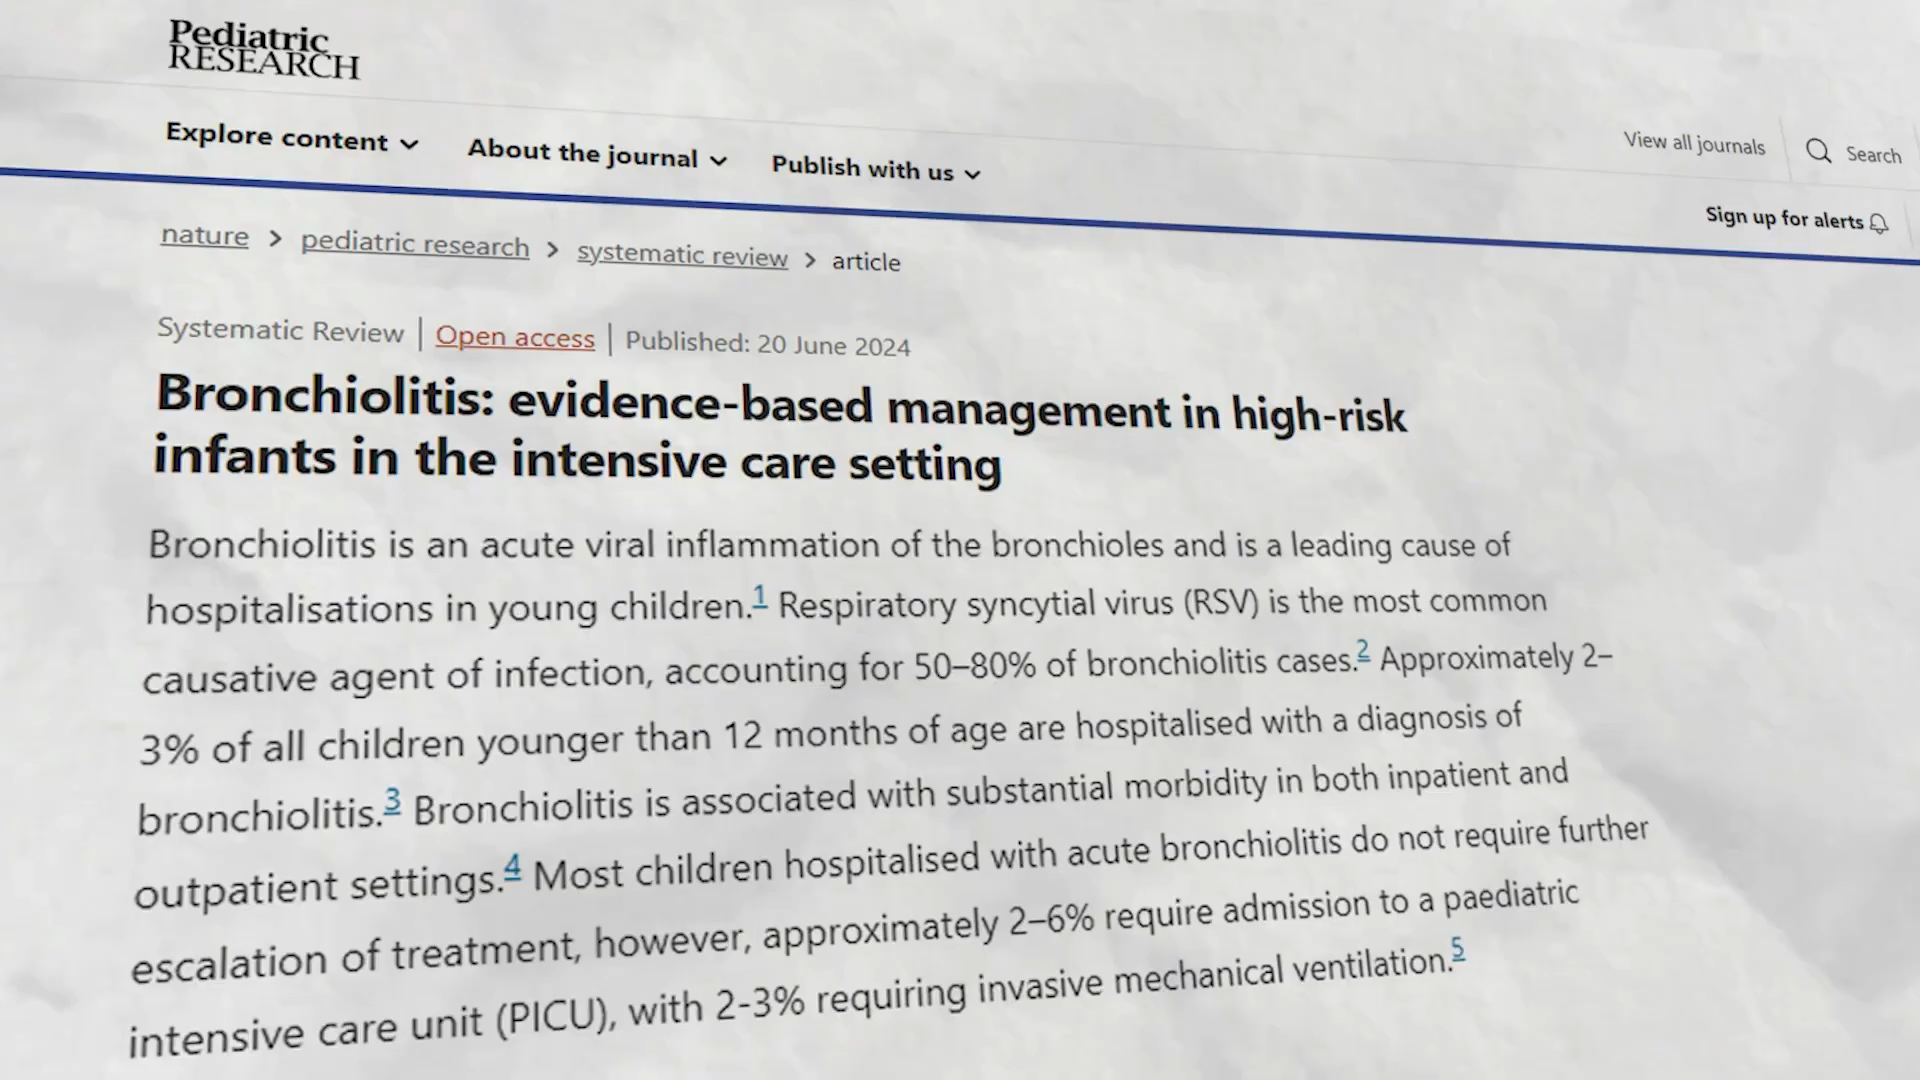 Pediatric
RESEARCH
View all journals
Search
Explore content
About the journal
Publish with us
Sign up for alerts
nature > pediatric research > systematic review > article
Systematic Review | Open access | Published: 20 June 2024
Bronchiolitis: evidence-based management in high-risk
infants in the intensive care setting
Bronchiolitis is an acute viral inflammation of the bronchioles and is a leading cause of
hospitalisations in young children.1 Respiratory syncytial virus (RSV) is the most common
causative agent of infection, accounting for 50–80% of bronchiolitis cases.2 Approximately 2–
3% of all children younger than 12 months of age are hospitalised with a diagnosis of
bronchiolitis.3 Bronchiolitis is associated with substantial morbidity in both inpatient and
outpatient settings.4 Most children hospitalised with acute bronchiolitis do not require further
escalation of treatment, however, approximately 2–6% require admission to a paediatric
intensive care unit (PICU), with 2-3% requiring invasive mechanical ventilation.5